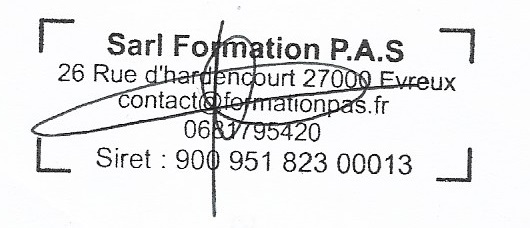 Sarl Formation P.A.S
26 Rue d'hardencourt 27000 Evreux
contact@formationpas.fr
0681795420
Siret : 900 951 823 00013